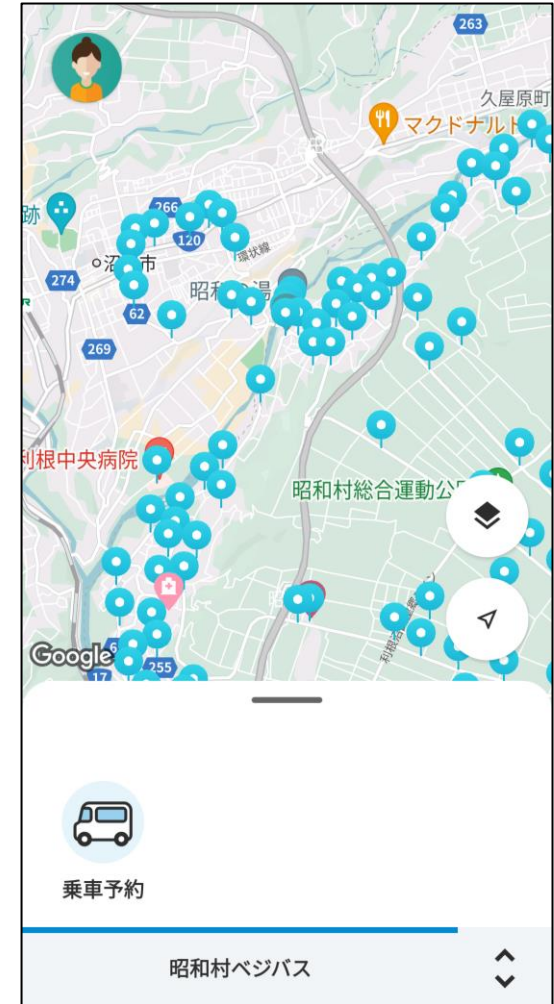 263
久屋原町
マクドナルド
跡
266
120
環状線
274
市
昭和の湯
62
269
利根中央病院
昭和村総合運動公
Google
17
255
乗車予約
昭和村ベジバス